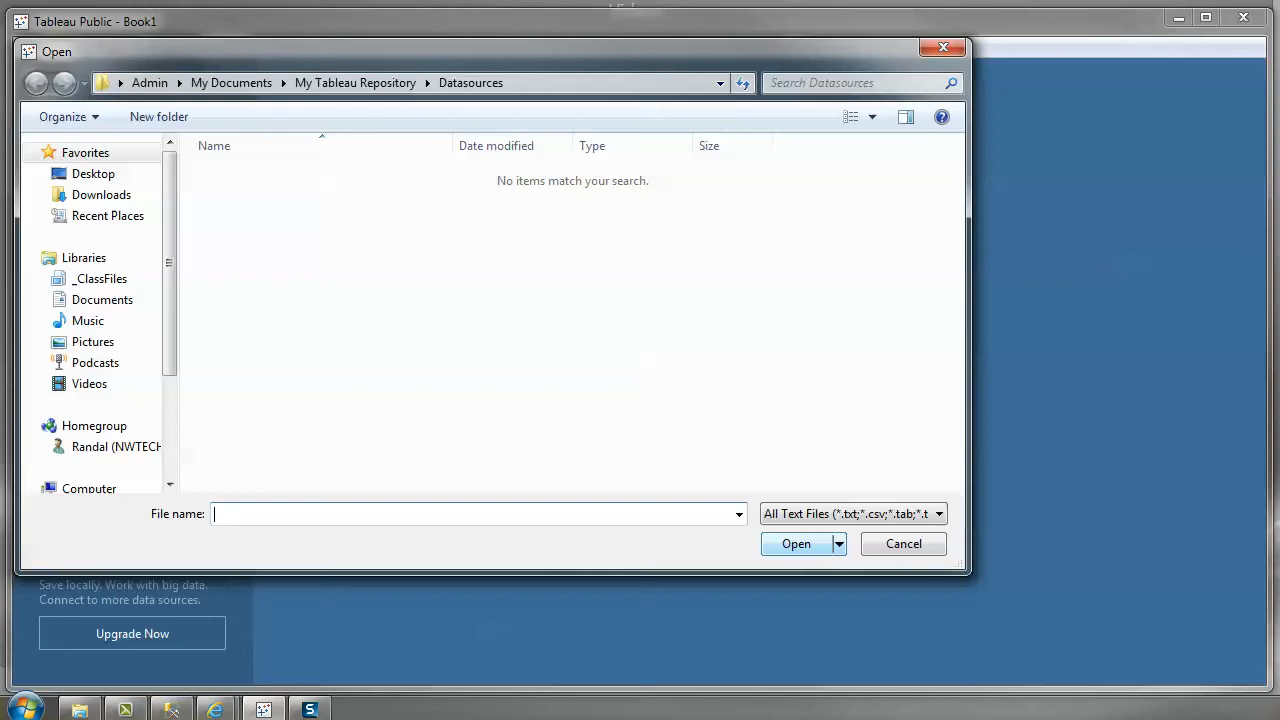 Tableau Public - Book1
Open
Admin My Documents My Tableau Repository Datasources
Search Datasources
Organize New folder
Name Date modified Type Size
No items match your search.
Favorites
Desktop
Downloads
Recent Places
Libraries
_ClassFiles
Documents
Music
Pictures
Podcasts
Videos
Homegroup
Randal (NWTECH
Computer
File name:
All Text Files (*.txt;*.csv;*.tab;*.t
Open Cancel
Save locally. Work with big data.
Connect to more data sources.
Upgrade Now